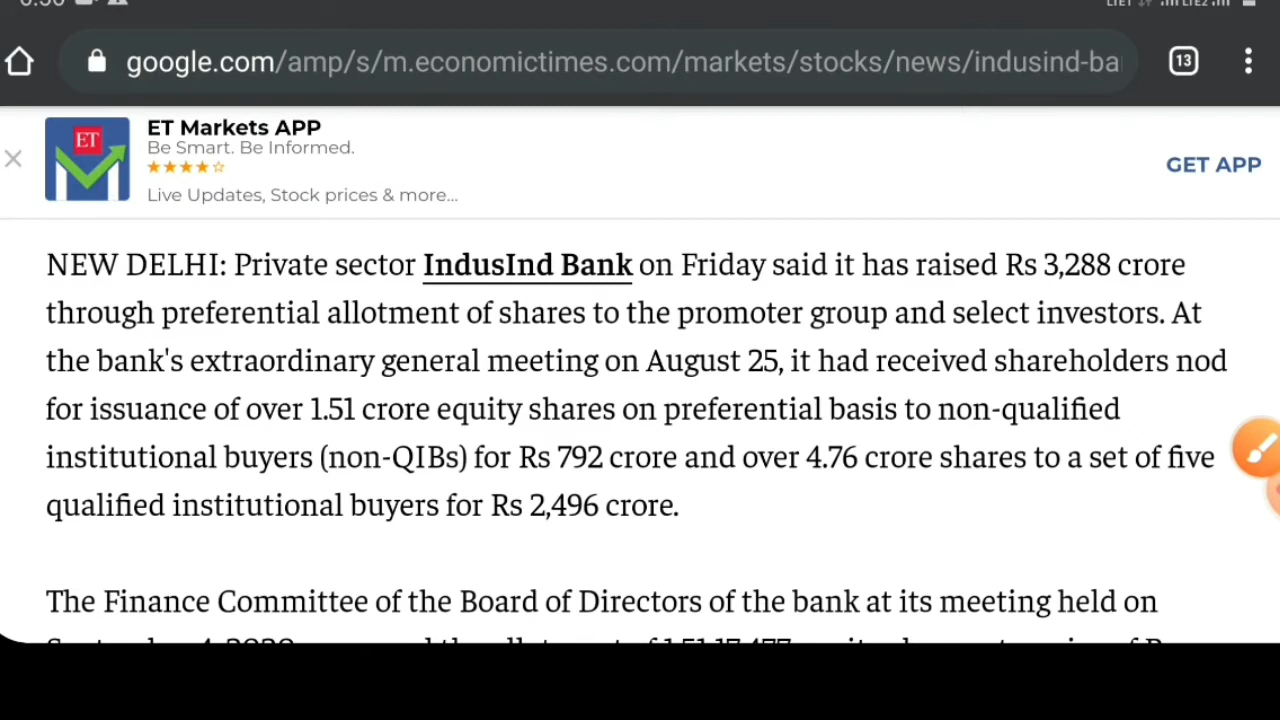 google.com/amp/s/m.economictimes.com/markets/stocks/news/indusind-ba
13
ET
ET Markets APP
Be Smart. Be Informed.
Live Updates, Stock prices & more...
GET APP
NEW DELHI: Private sector IndusInd Bank on Friday said it has raised Rs 3,288 crore
through preferential allotment of shares to the promoter group and select investors. At
the bank's extraordinary general meeting on August 25, it had received shareholders nod
for issuance of over 1.51 crore equity shares on preferential basis to non-qualified
institutional buyers (non-QIBs) for Rs 792 crore and over 4.76 crore shares to a set of five
qualified institutional buyers for Rs 2,496 crore.
The Finance Committee of the Board of Directors of the bank at its meeting held on